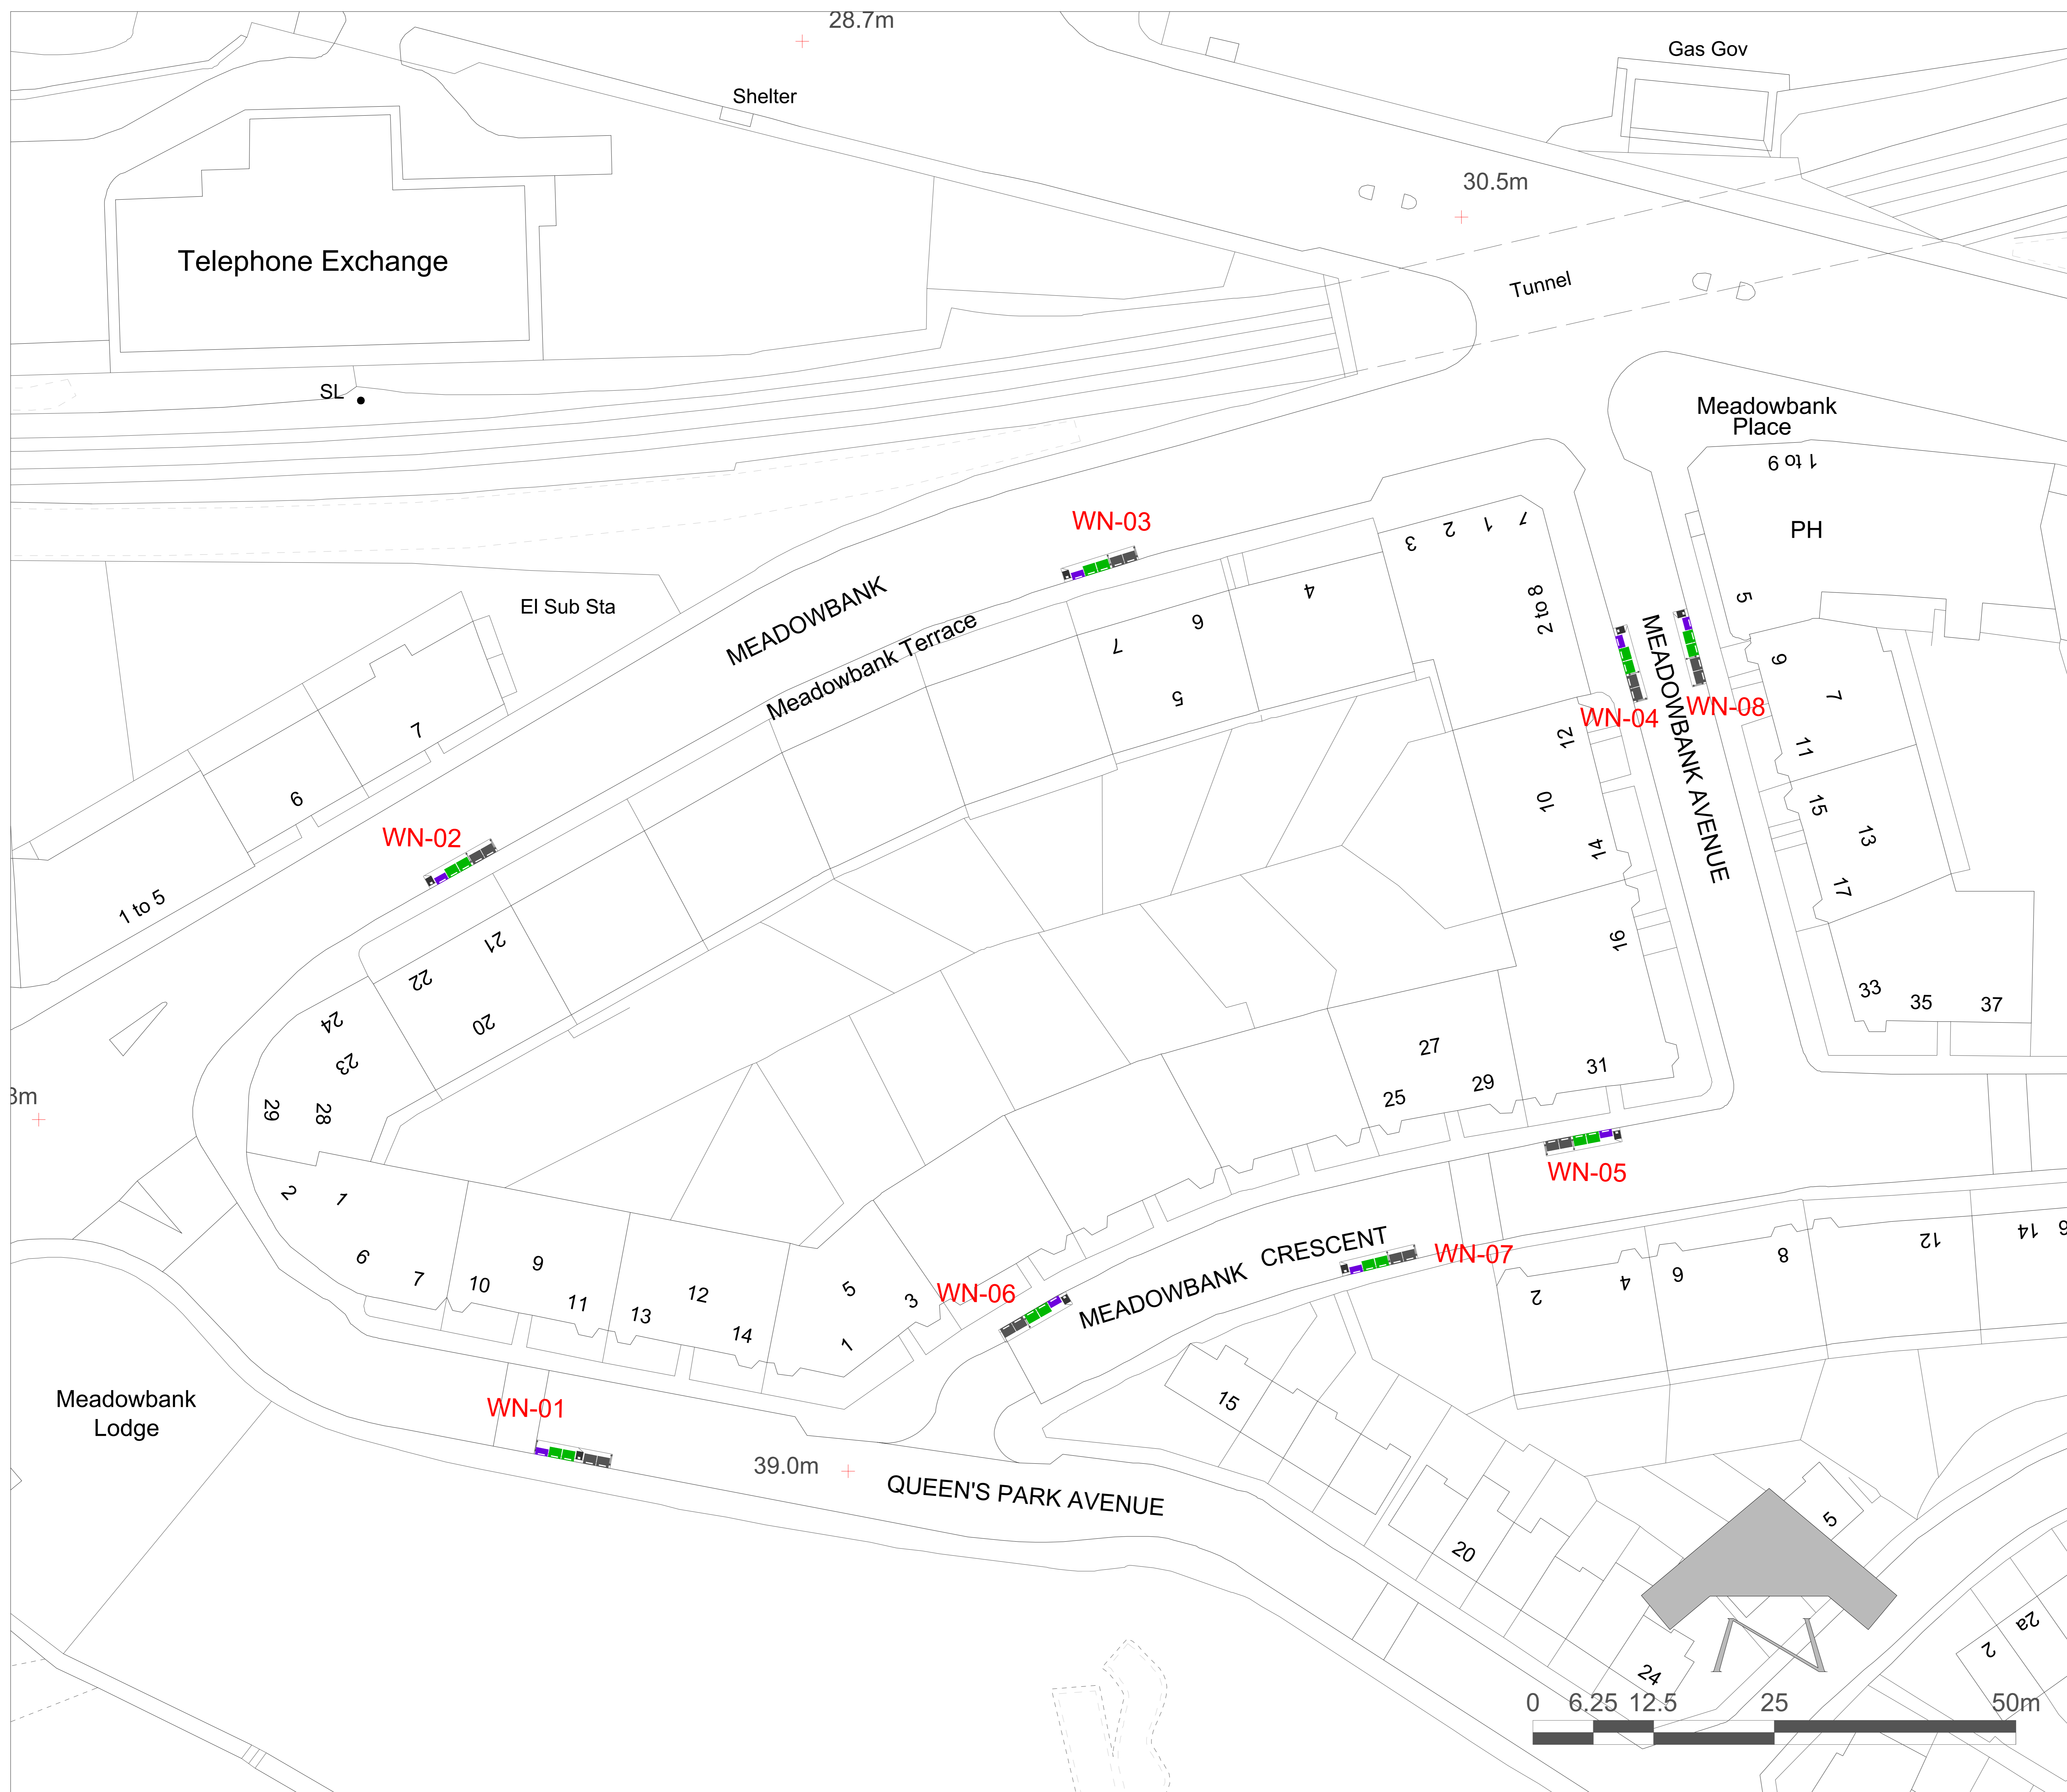 28.7m
Gas Gov
Shelter
30.5m
Telephone Exchange
Tunnel
SL
Meadowbank
Place
1 to 9
WN-03
3
2
1
7
PH
El Sub Sta
MEADOWBANK
Meadowbank Terrace
4
6
7
5
2 to 8
5
MEADOWBANK AVENUE
9
7
11
WN-04
WN-08
12
10
14
15
13
17
7
9
WN-02
1 to 5
21
22
20
24
23
29
28
16
33
35
37
27
25
29
31
3m
WN-05
2
1
6
7
10
9
11
13
12
14
5
3
1
WN-06
MEADOWBANK CRESCENT
WN-07
2
4
6
8
12
14
Meadowbank
Lodge
WN-01
39.0m
QUEEN'S PARK AVENUE
15
20
24
5
2
2a
0 6.25 12.5 25 50m